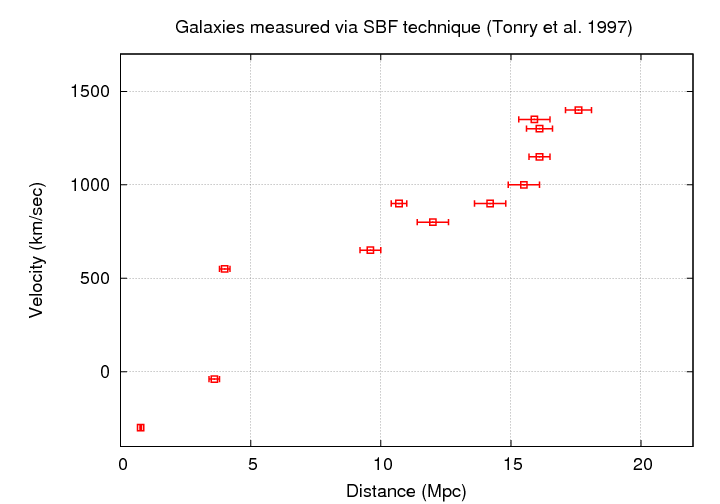 Galaxies measured via SBF technique (Tonry et al. 1997)
1500
1000
500
0
Velocity (km/sec)
0 5 10 15 20
Distance (Mpc)